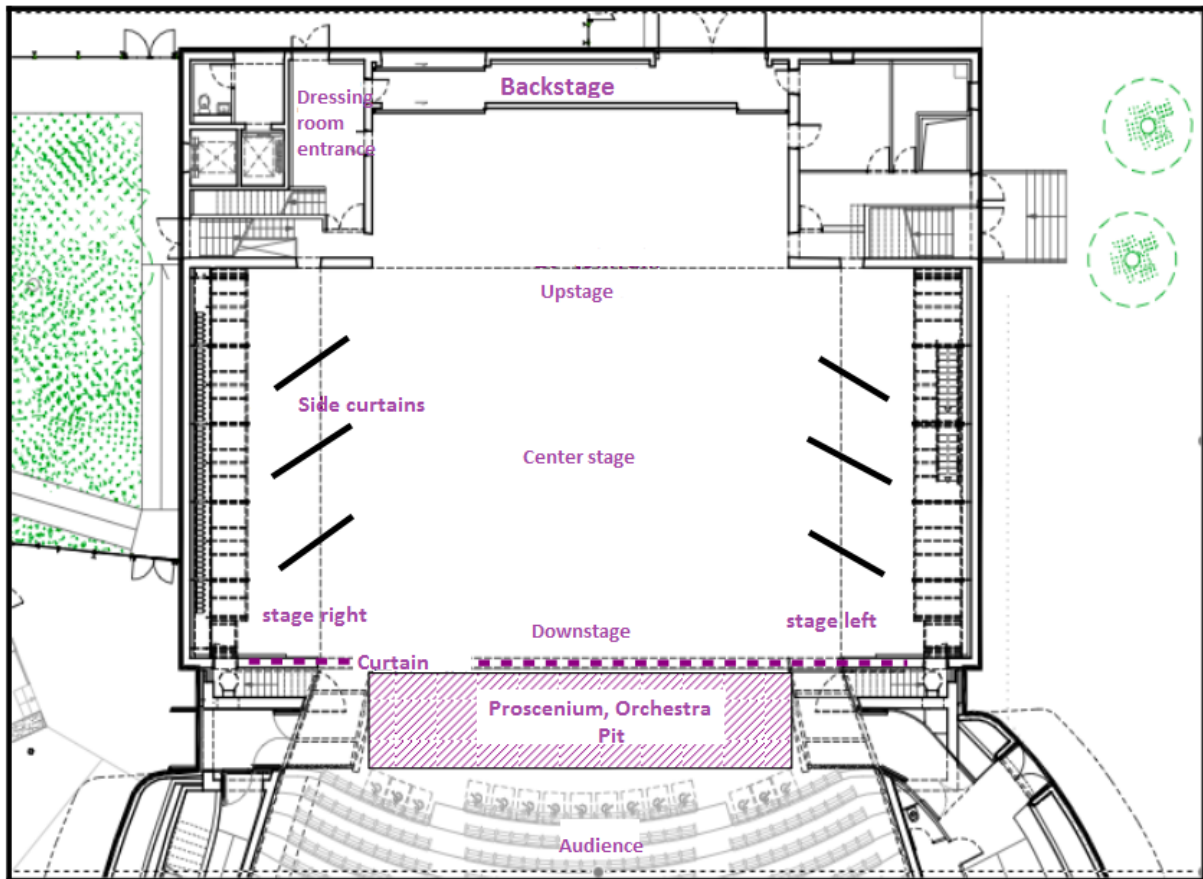 Backstage
Dressing
room
entrance
Upstage
Side curtains
Center stage
stage right
stage left
Downstage
Curtain
Proscenium, Orchestra
Pit
Audience